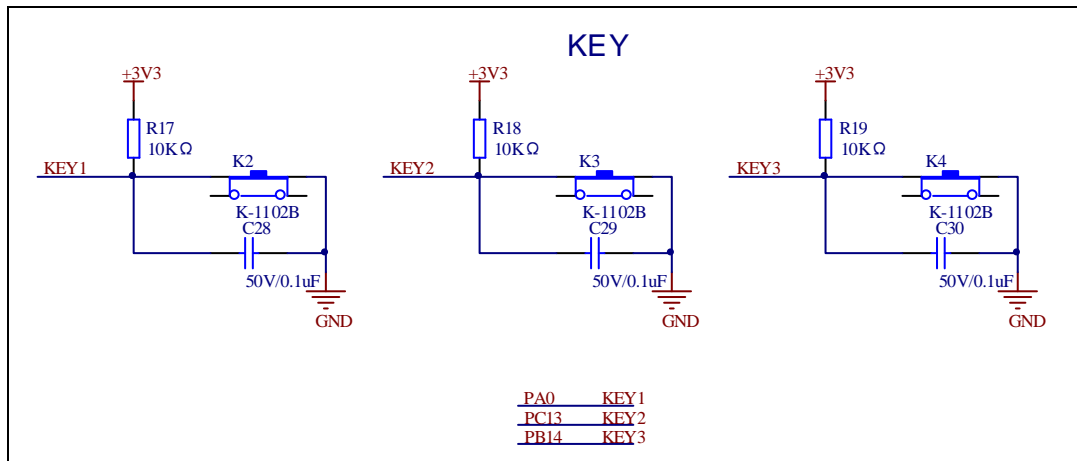 KEY
+3V3 +3V3 +3V3
R17 R18 R19
10KΩ 10KΩ 10KΩ
KEY1 K2 KEY2 K3 KEY3 K4
K-1102B K-1102B K-1102B
C28 C29 C30
50V/0.1uF 50V/0.1uF 50V/0.1uF
GND GND GND
PA0 KEY1
PC13 KEY2
PB14 KEY3